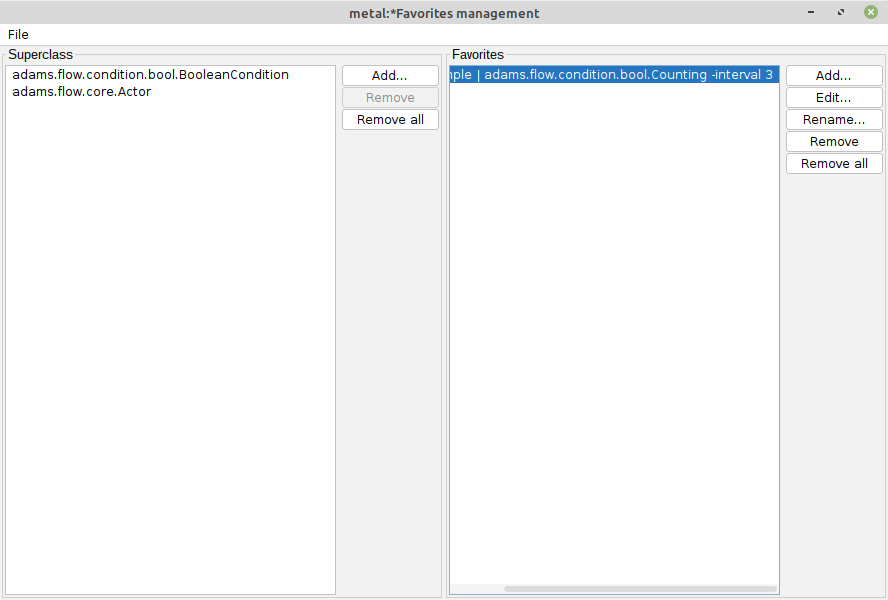 metal:*Favorites management
File
Superclass
adams.flow.condition.bool.BooleanCondition
adams.flow.core.Actor
Add...
Remove
Remove all
Favorites
| adams.flow.condition.bool.Counting -interval 3
Add...
Edit...
Rename...
Remove
Remove all